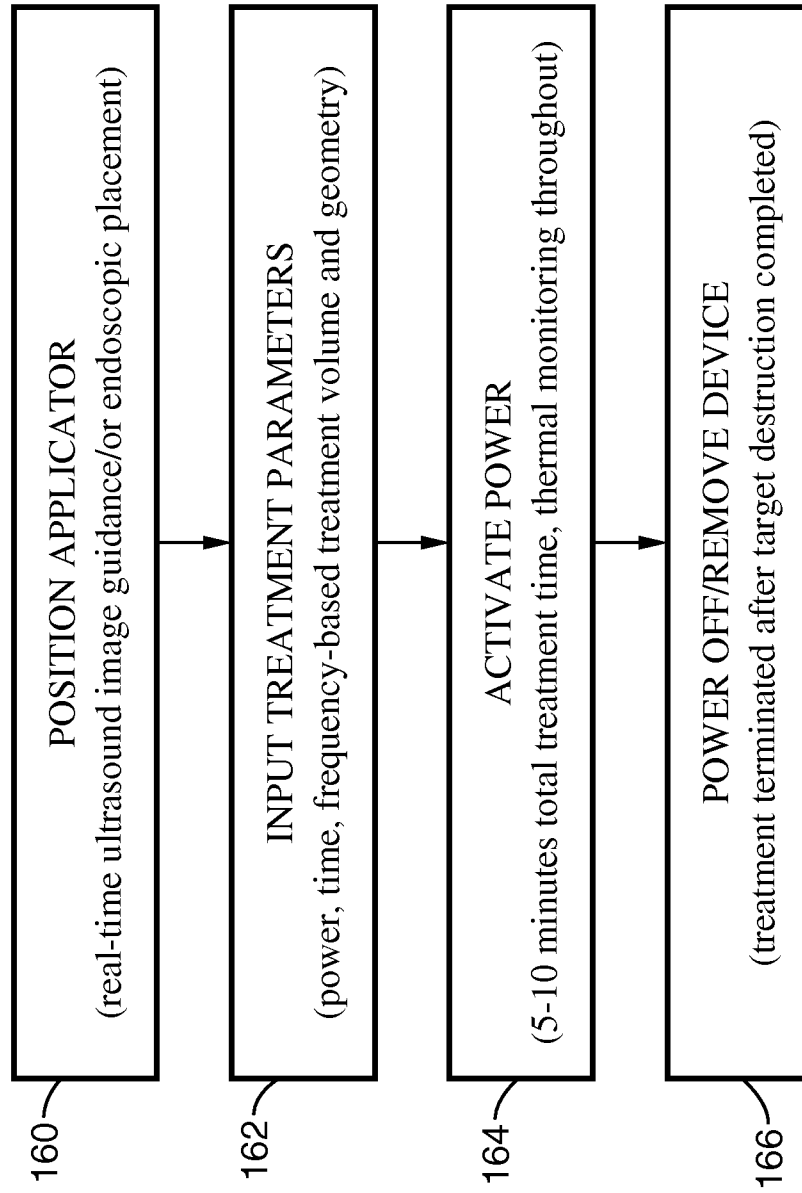 160
POSITION APPLICATOR
(real-time ultrasound image guidance/or endoscopic placement)
162
INPUT TREATMENT PARAMETERS
(power, time, frequency-based treatment volume and geometry)
164
ACTIVATE POWER
(5-10 minutes total treatment time, thermal monitoring throughout)
166
POWER OFF/REMOVE DEVICE
(treatment terminated after target destruction completed)